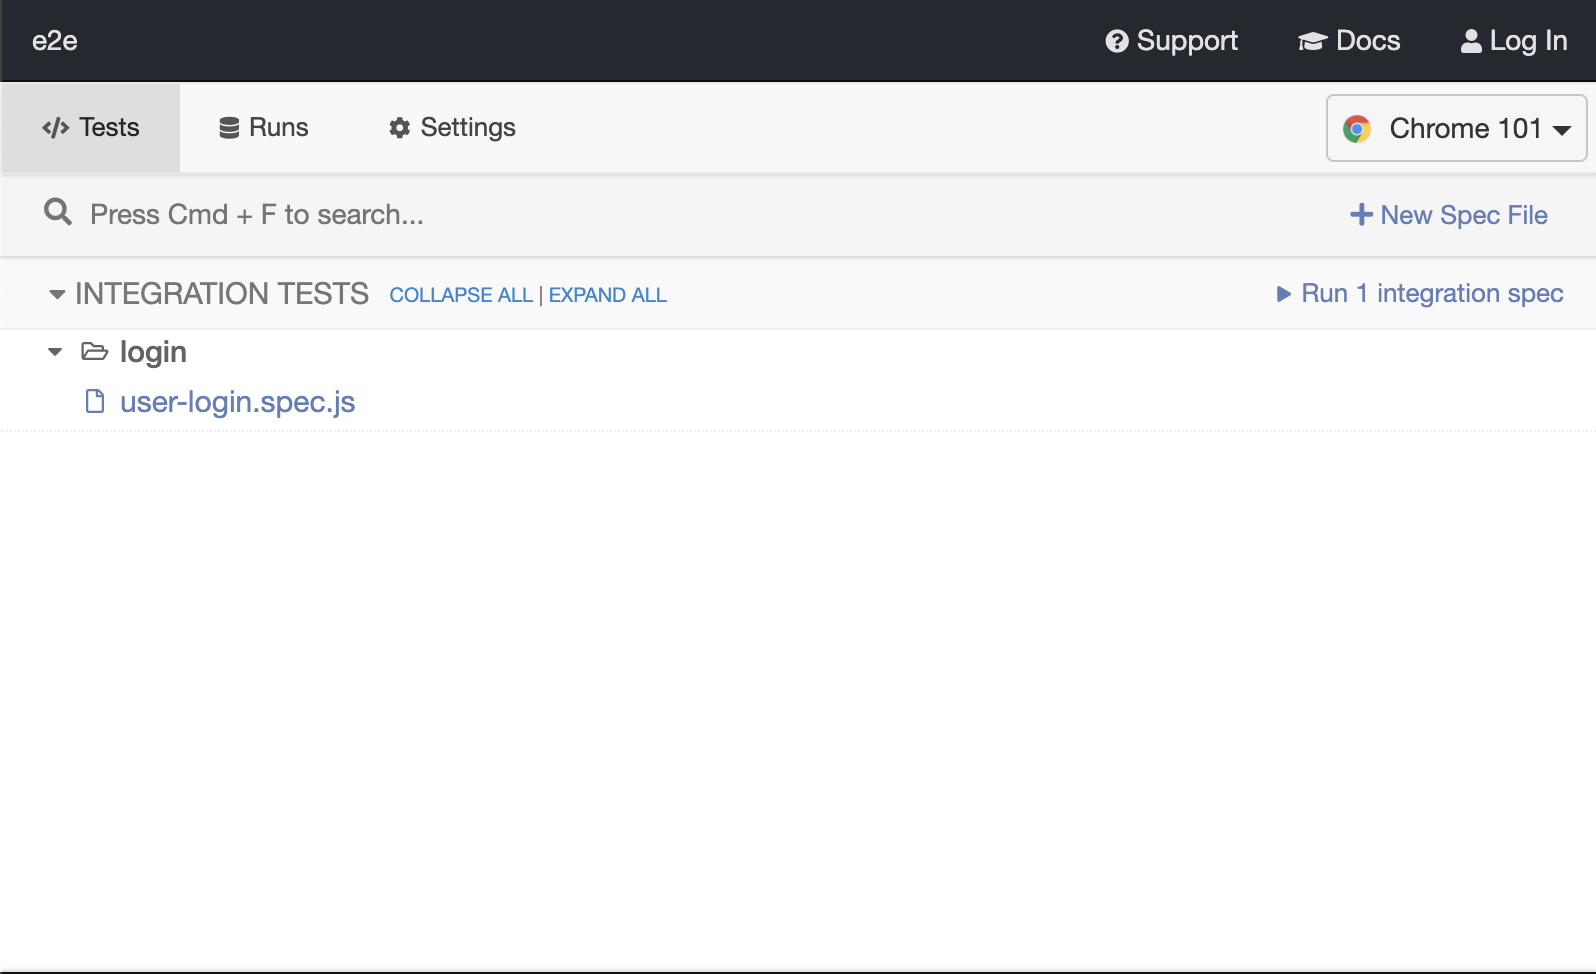 e2e Support Docs Log In
Tests Runs Settings Chrome 101
Press Cmd + F to search... New Spec File
INTEGRATION TESTS COLLAPSE ALL | EXPAND ALL Run 1 integration spec
login
user-login.spec.js